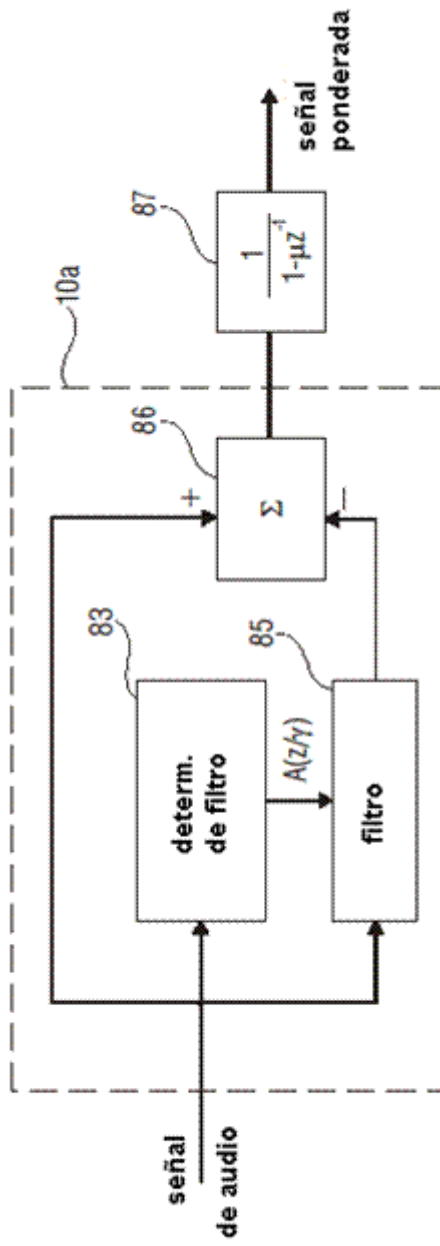 señal
de audio
10a
83
determ.
de filtro
A(z/γ)
85
filtro
+
86
Σ
−
87
1
1-μz⁻¹
señal
ponderada